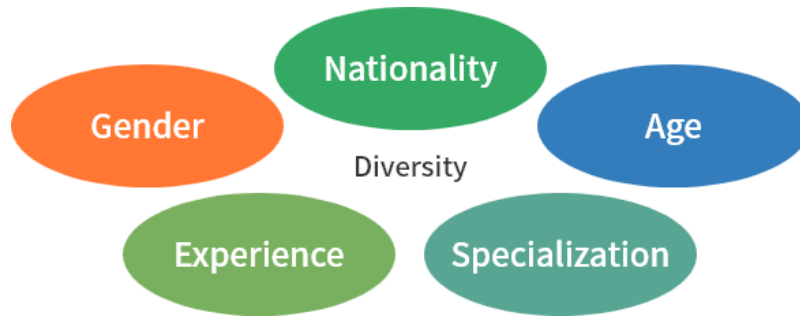 Nationality
Gender
Age
Diversity
Experience
Specialization